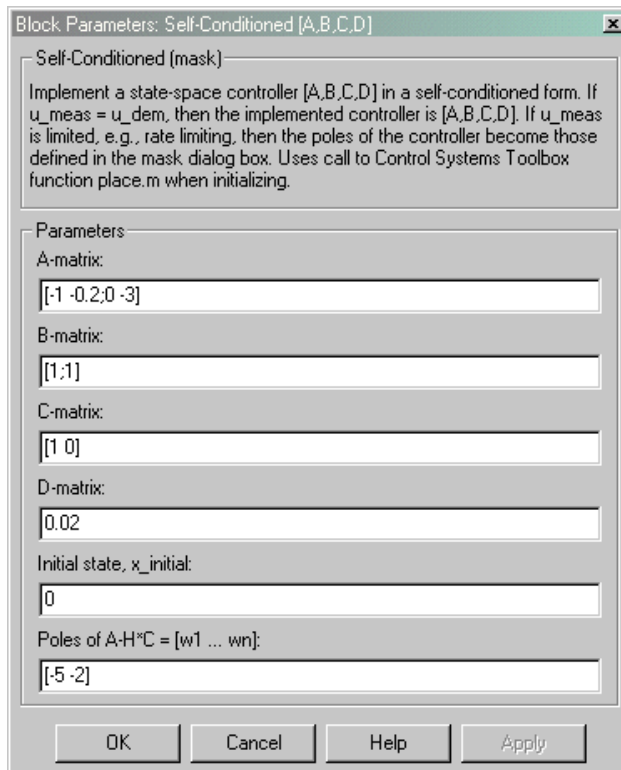 Block Parameters: Self-Conditioned [A,B,C,D]
Self-Conditioned (mask)
Implement a state-space controller [A,B,C,D] in a self-conditioned form. If
u_meas = u_dem, then the implemented controller is [A,B,C,D]. If u_meas
is limited, e.g., rate limiting, then the poles of the controller become those
defined in the mask dialog box. Uses call to Control Systems Toolbox
function place.m when initializing.
Parameters
A-matrix:
[-1 -0.2;0 -3]
B-matrix:
[1;1]
C-matrix:
[1 0]
D-matrix:
0.02
Initial state, x_initial:
0
Poles of A-H*C = [w1 ... wn]:
[-5 -2]
OK Cancel Help Apply